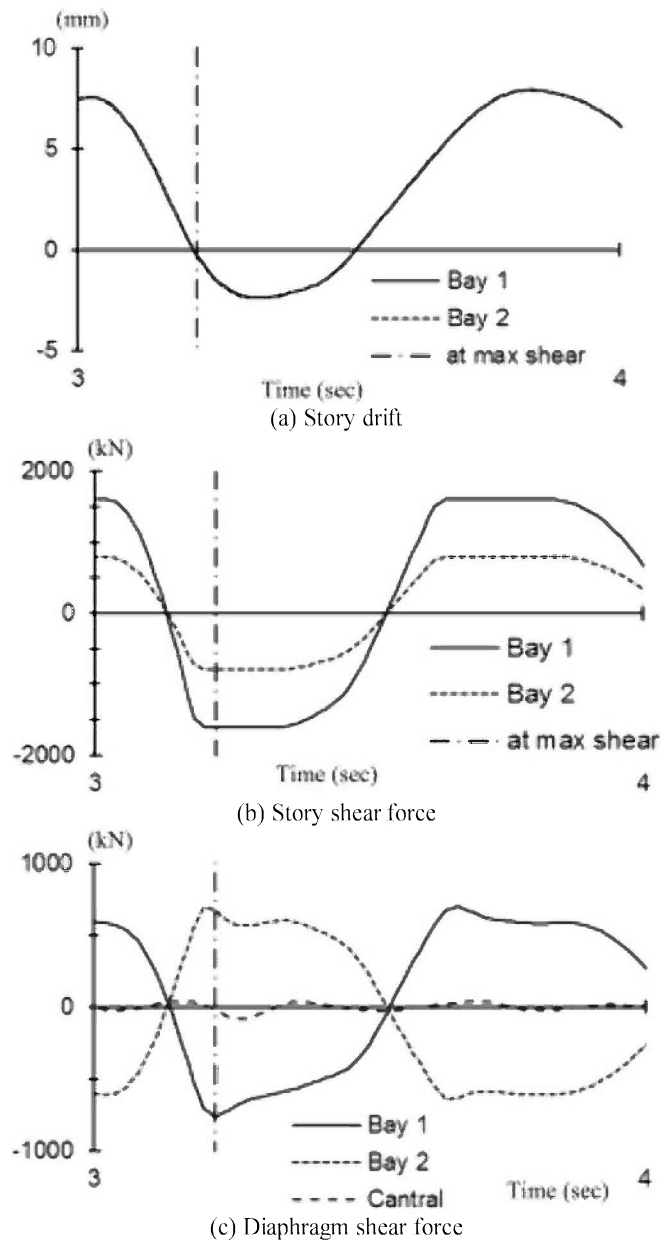 (mm)
10
5
0
-5
Bay 1
Bay 2
at max shear
3
Time (sec)
4
(a) Story drift
(kN)
2000
0
-2000
Bay 1
Bay 2
at max shear
3
Time (sec)
4
(b) Story shear force
(kN)
1000
0
-1000
Bay 1
Bay 2
Cantral
3
Time (sec)
4
(c) Diaphragm shear force